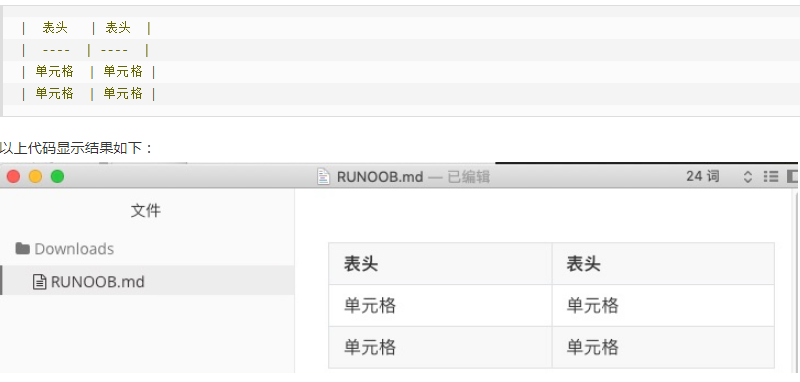 |  表头   | 表头  |
|  ----  | ----  |
| 单元格  | 单元格 |
| 单元格  | 单元格 |
以上代码显示结果如下：
RUNOOB.md — 已编辑 24 词
文件
Downloads
RUNOOB.md
表头 表头
单元格 单元格
单元格 单元格